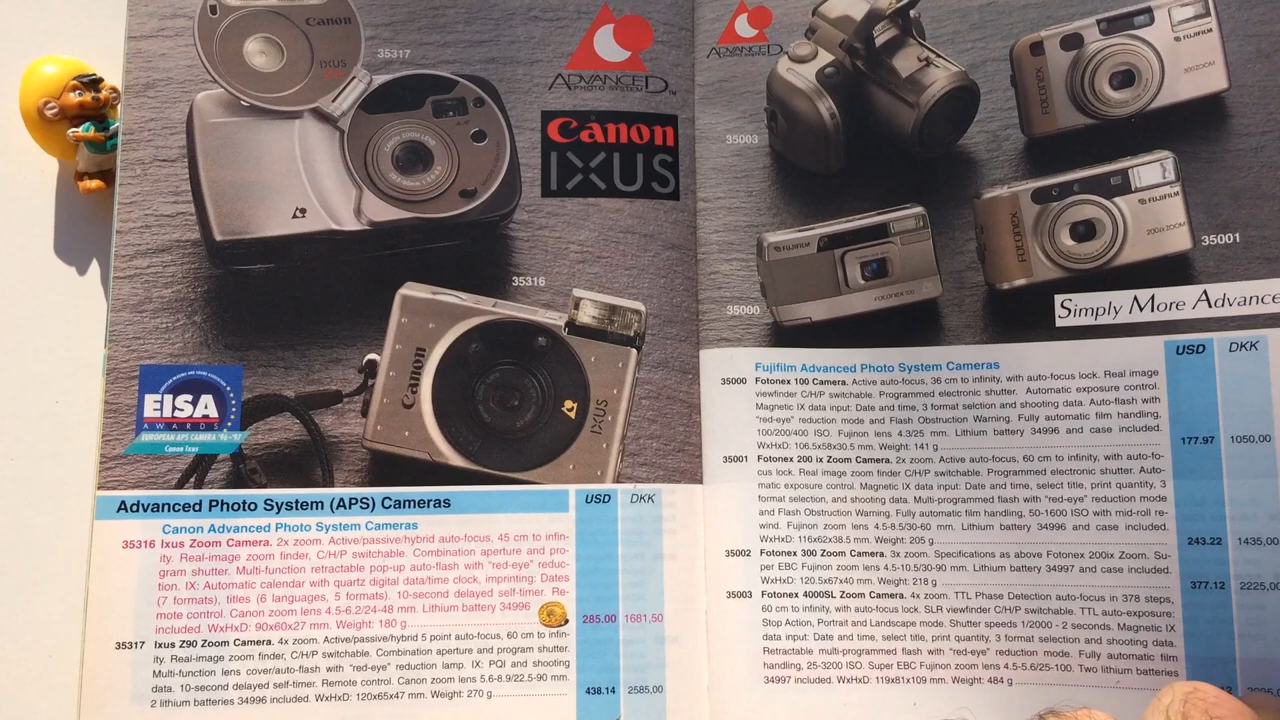 Canon
IXUS
35317
ADVANCED
PHOTO SYSTEM™
Canon
IXUS
CANON ZOOM LENS
35316
Canon
IXUS
EISA
AWARDS
EUROPEAN APS CAMERA '96-'97
Canon Ixus
Advanced Photo System (APS) Cameras
USD DKK
Canon Advanced Photo System Cameras
35316 Ixus Zoom Camera. 2x zoom. Active/passive/hybrid auto-focus, 45 cm to infin-
ity. Real-image zoom finder, C/H/P switchable. Combination aperture and pro-
gram shutter. Multi-function retractable pop-up auto-flash with "red-eye" reduc-
tion. IX: Automatic calendar with quartz digital data/time clock, imprinting: Dates
(7 formats), titles (6 languages, 5 formats). 10-second delayed self-timer. Re-
mote control. Canon zoom lens 4.5-6.2/24-48 mm. Lithium battery 34996
included. WxHxD: 90x60x27 mm. Weight: 180 g 285.00 1681,50
35317 Ixus Z90 Zoom Camera. 4x zoom. Active/passive/hybrid 5 point auto-focus, 60 cm to infin-
ity. Real-image zoom finder, C/H/P switchable. Combination aperture and program shutter.
Multi-function lens cover/auto-flash with "red-eye" reduction lamp. IX: PQI and shooting
data. 10-second delayed self-timer. Remote control. Canon zoom lens 5.6-8.9/22.5-90 mm.
2 lithium batteries 34996 included. WxHxD: 120x65x47 mm. Weight: 270 g 438.14 2585,00
ADVANCED
PHOTO SYSTEM
35003
FUJIFILM
FOTONEX
300ZOOM
FUJIFILM
FOTONEX
200ix ZOOM
35001
FUJIFILM
FOTONEX 100
35000
Simply More Advance
USD DKK
Fujifilm Advanced Photo System Cameras
35000 Fotonex 100 Camera. Active auto-focus, 36 cm to infinity, with auto-focus lock. Real image
viewfinder C/H/P switchable. Programmed electronic shutter. Automatic exposure control.
Magnetic IX data input: Date and time, 3 format selction and shooting data. Auto-flash with
"red-eye" reduction mode and Flash Obstruction Warning. Fully automatic film handling,
100/200/400 ISO. Fujinon lens 4.3/25 mm. Lithium battery 34996 and case included.
WxHxD: 106.5x58x30.5 mm. Weight: 141 g 177.97 1050,00
35001 Fotonex 200 ix Zoom Camera. 2x zoom. Active auto-focus, 60 cm to infinity, with auto-fo-
cus lock. Real image zoom finder C/H/P switchable. Programmed electronic shutter. Auto-
matic exposure control. Magnetic IX data input: Date and time, select title, print quantity, 3
format selection, and shooting data. Multi-programmed flash with "red-eye" reduction mode
and Flash Obstruction Warning. Fully automatic film handling, 50-1600 ISO with mid-roll re-
wind. Fujinon zoom lens 4.5-8.5/30-60 mm. Lithium battery 34996 and case included.
WxHxD: 116x62x38.5 mm. Weight: 205 g 243.22 1435,00
35002 Fotonex 300 Zoom Camera. 3x zoom. Specifications as above Fotonex 200ix Zoom. Su-
per EBC Fujinon zoom lens 4.5-10.5/30-90 mm. Lithium battery 34997 and case included.
WxHxD: 120.5x67x40 mm. Weight: 218 g 377.12 2225,00
35003 Fotonex 4000SL Zoom Camera. 4x zoom. TTL Phase Detection auto-focus in 378 steps,
60 cm to infinity, with auto-focus lock. SLR viewfinder C/H/P switchable. TTL auto-exposure:
Stop Action, Portrait and Landscape mode. Shutter speeds 1/2000 - 2 seconds. Magnetic IX
data input: Date and time, select title, print quantity, 3 format selection and shooting data.
Retractable multi-programmed flash with "red-eye" reduction mode. Fully automatic film
handling, 25-3200 ISO. Super EBC Fujinon zoom lens 4.5-5.6/25-100. Two lithium batteries
34997 included. WxHxD: 119x81x109 mm. Weight: 484 g